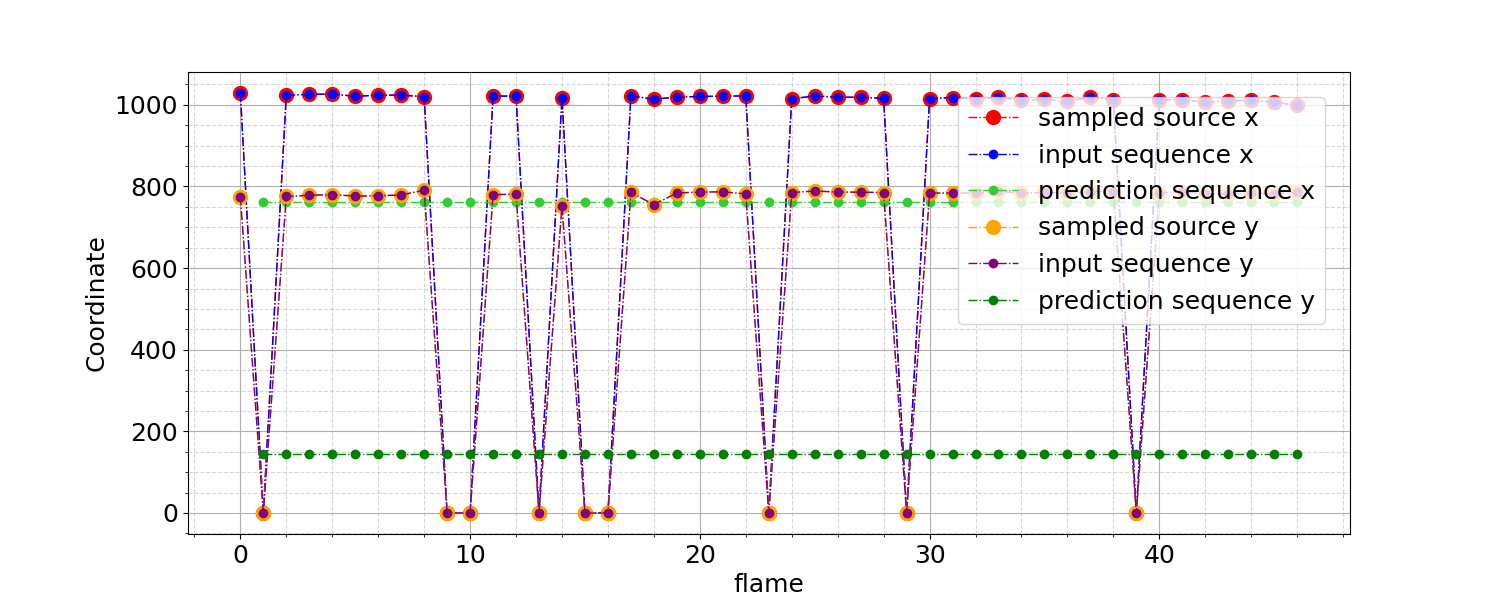 1000
800
600
400
200
0
Coordinate
sampled source x
input sequence x
prediction sequence x
sampled source y
input sequence y
prediction sequence y
0 10 20 30 40
flame